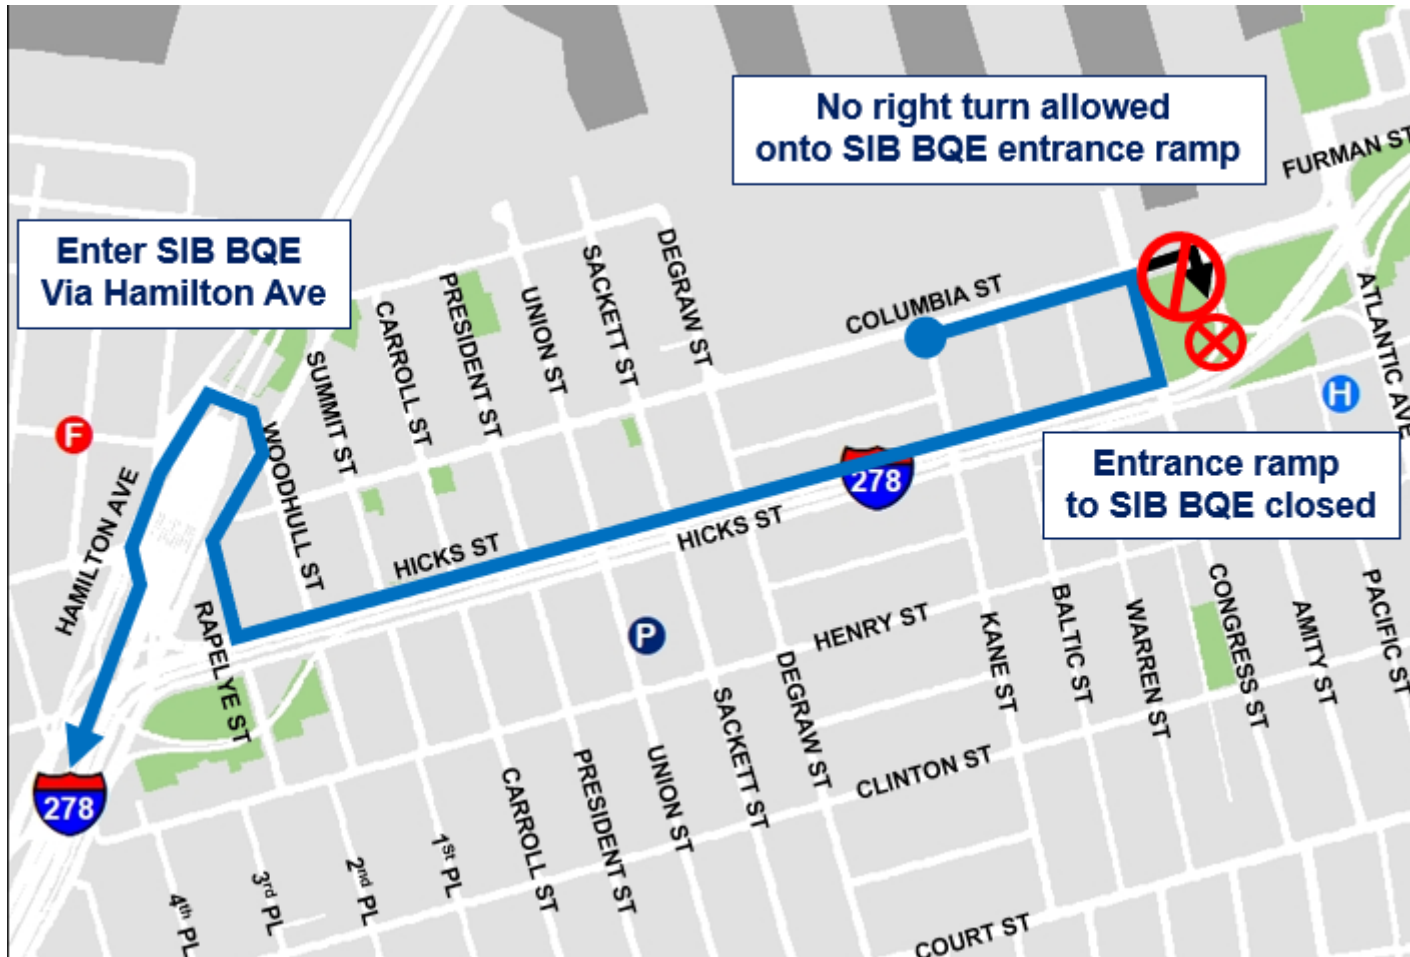 No right turn allowed
onto SIB BQE entrance ramp
FURMAN ST
Enter SIB BQE
Via Hamilton Ave
DEGRAW ST
SACKETT ST
PRESIDENT ST
UNION ST
CARROLL ST
COLUMBIA ST
ATLANTIC AVE
SUMMIT ST
WOODHULL ST
F
H
HAMILTON AVE
278
Entrance ramp
to SIB BQE closed
HICKS ST
HICKS ST
RAPELYE ST
P
HENRY ST
DEGRAW ST
KANE ST
BALTIC ST
WARREN ST
CONGRESS ST
AMITY ST
PACIFIC ST
SACKETT ST
UNION ST
PRESIDENT ST
CARROLL ST
CLINTON ST
278
1st PL
2nd PL
3rd PL
4th PL
COURT ST